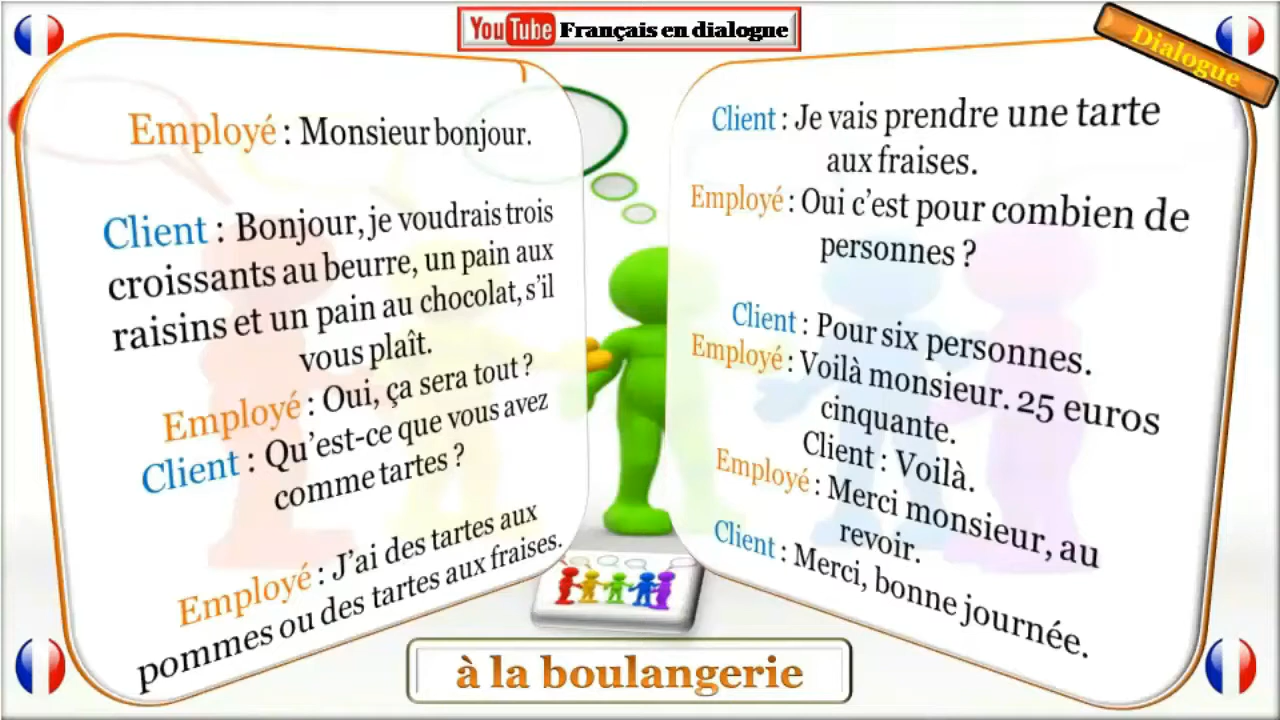 YouTube Français en dialogue
Dialogue
Employé : Monsieur bonjour.
Client : Bonjour, je voudrais trois
croissants au beurre, un pain aux
raisins et un pain au chocolat, s'il
vous plaît.
Employé : Oui, ça sera tout ?
Client : Qu'est-ce que vous avez
comme tartes ?
Employé : J'ai des tartes aux
pommes ou des tartes aux fraises.
Client : Je vais prendre une tarte
aux fraises.
Employé : Oui c'est pour combien de
personnes ?
Client : Pour six personnes.
Employé : Voilà monsieur. 25 euros
cinquante.
Client : Voilà.
Employé : Merci monsieur, au
revoir.
Client : Merci, bonne journée.
à la boulangerie